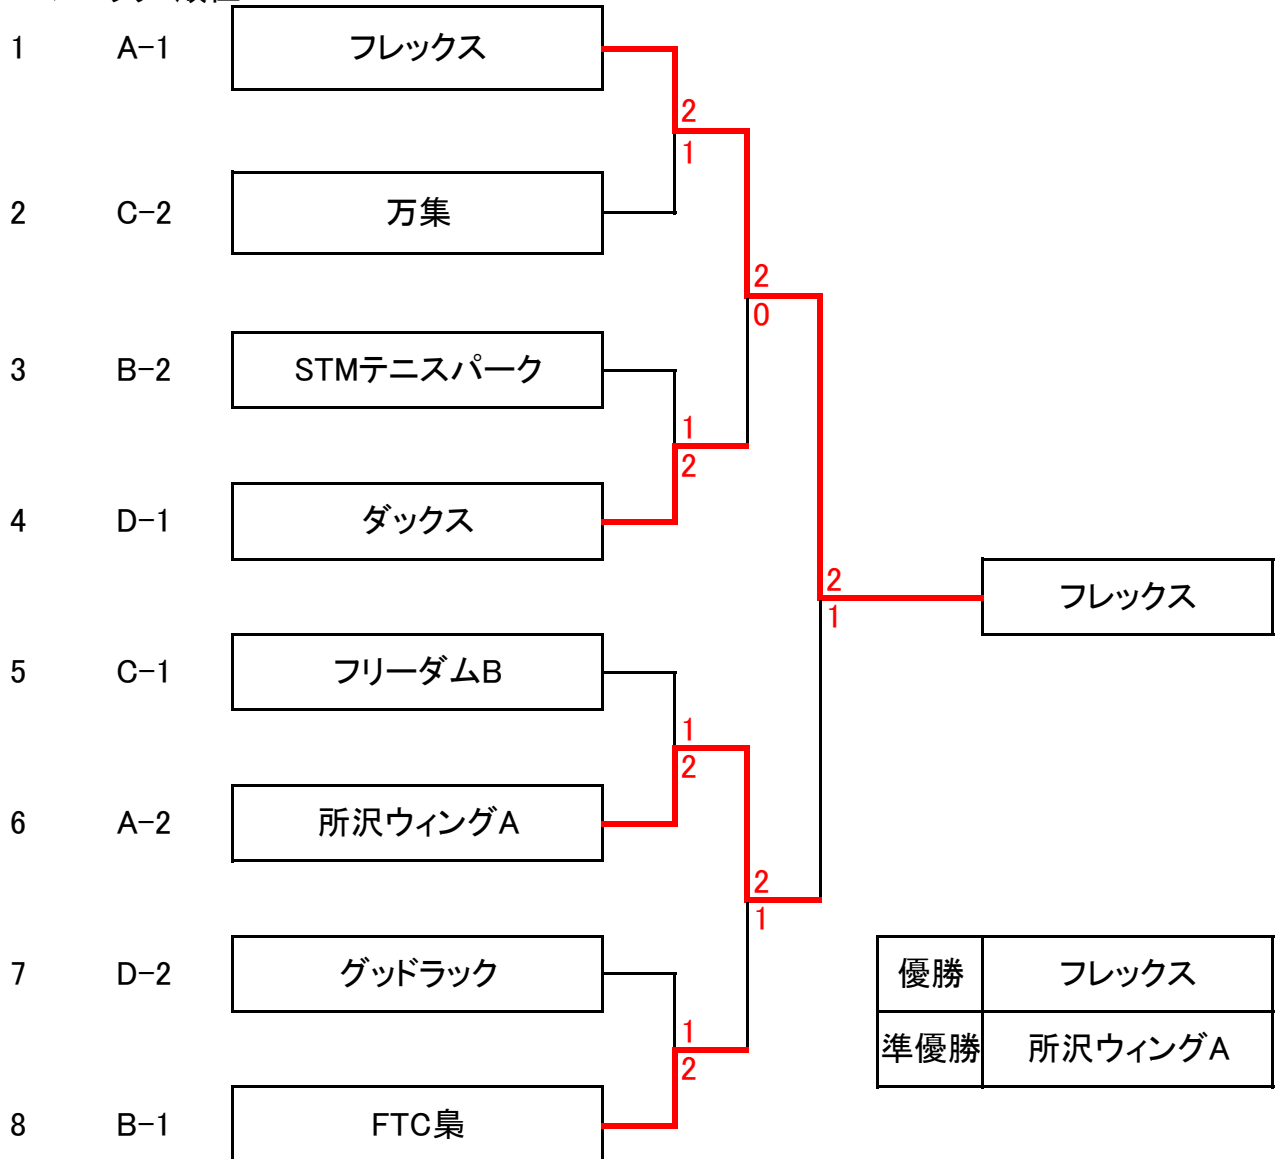 1 A-1 フレックス
2
1
2 C-2 万集
2
0
3 B-2 STMテニスパーク
1
2
4 D-1 ダックス
2
1
フレックス
5 C-1 フリーダムB
1
2
6 A-2 所沢ウィングA
2
1
7 D-2 グッドラック
優勝 フレックス
1
2
準優勝 所沢ウィングA
8 B-1 FTC梟